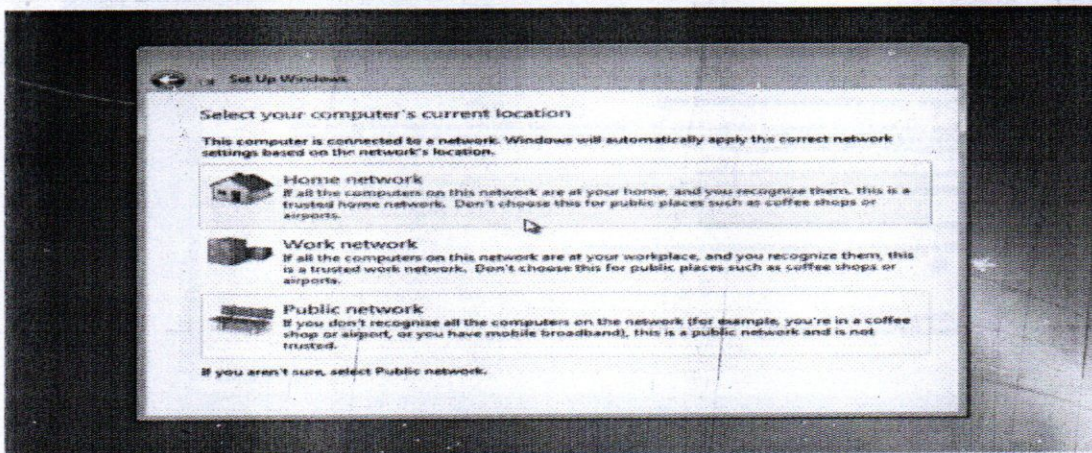 Set Up Windows
Select your computer's current location
This computer is connected to a network. Windows will automatically apply the correct network
settings based on the network's location.
Home network
If all the computers on this network are at your home, and you recognize them, this is a
trusted home network. Don't choose this for public places such as coffee shops or
airports.
Work network
If all the computers on this network are at your workplace, and you recognize them, this
is a trusted work network. Don't choose this for public places such as coffee shops or
airports.
Public network
If you don't recognize all the computers on the network (for example, you're in a coffee
shop or airport, or you have mobile broadband), this is a public network and is not
trusted.
If you aren't sure, select Public network.